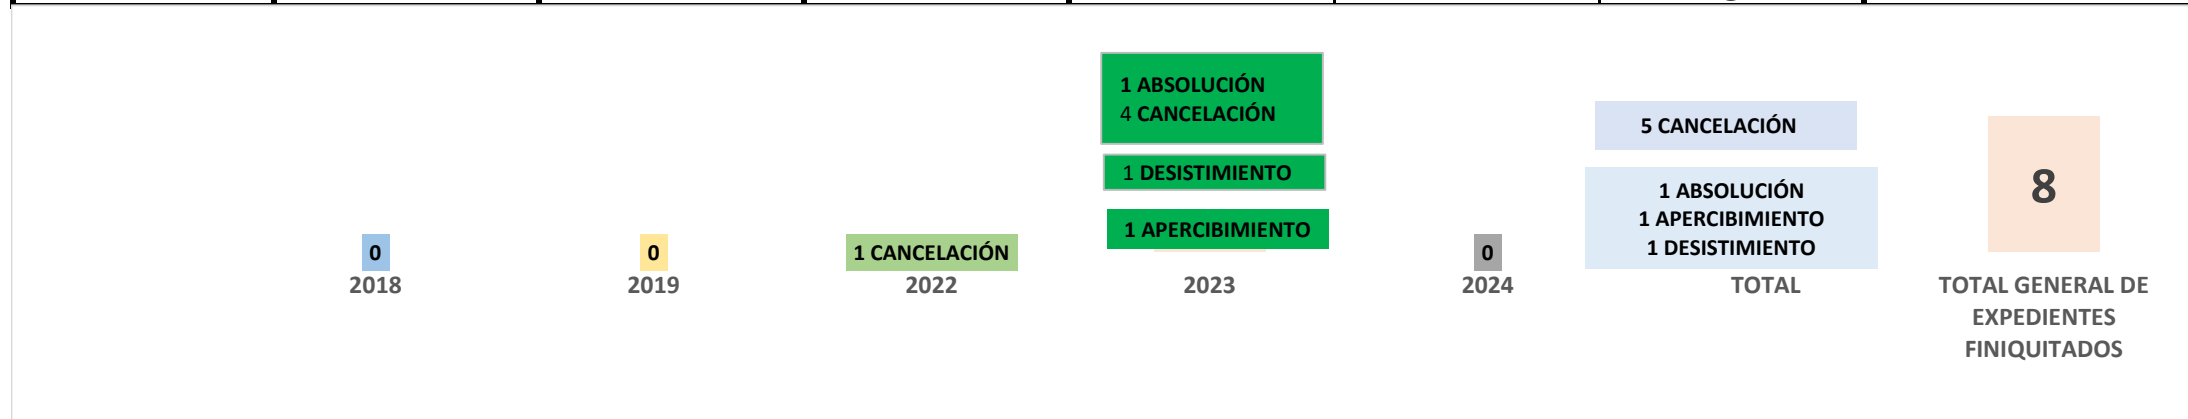 1 ABSOLUCIÓN
4 CANCELACIÓN
1 DESISTIMIENTO
1 APERCIBIMIENTO
5 CANCELACIÓN
1 ABSOLUCIÓN
1 APERCIBIMIENTO
1 DESISTIMIENTO
8
0
0
1 CANCELACIÓN
0
2018
2019
2022
2023
2024
TOTAL
TOTAL GENERAL DE
EXPEDIENTES
FINIQUITADOS